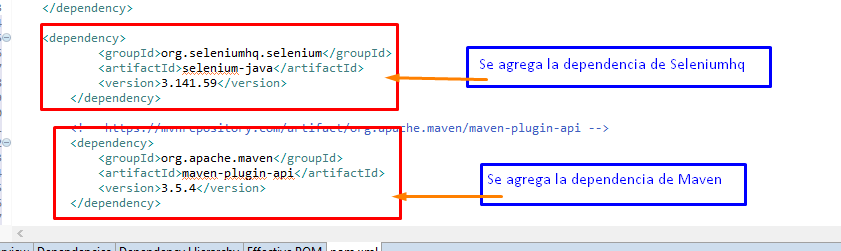 </dependency>
<dependency>
<groupId>org.seleniumhq.selenium</groupId>
<artifactId>selenium-java</artifactId>
<version>3.141.59</version>
</dependency>
Se agrega la dependencia de Seleniumhq
https://mvnrepository.com/artifact/org.apache.maven/maven-plugin-api -->
<dependency>
<groupId>org.apache.maven</groupId>
<artifactId>maven-plugin-api</artifactId>
<version>3.5.4</version>
</dependency>
Se agrega la dependencia de Maven
Dependencies Dependency Hierarchy Effective POM pom.xml